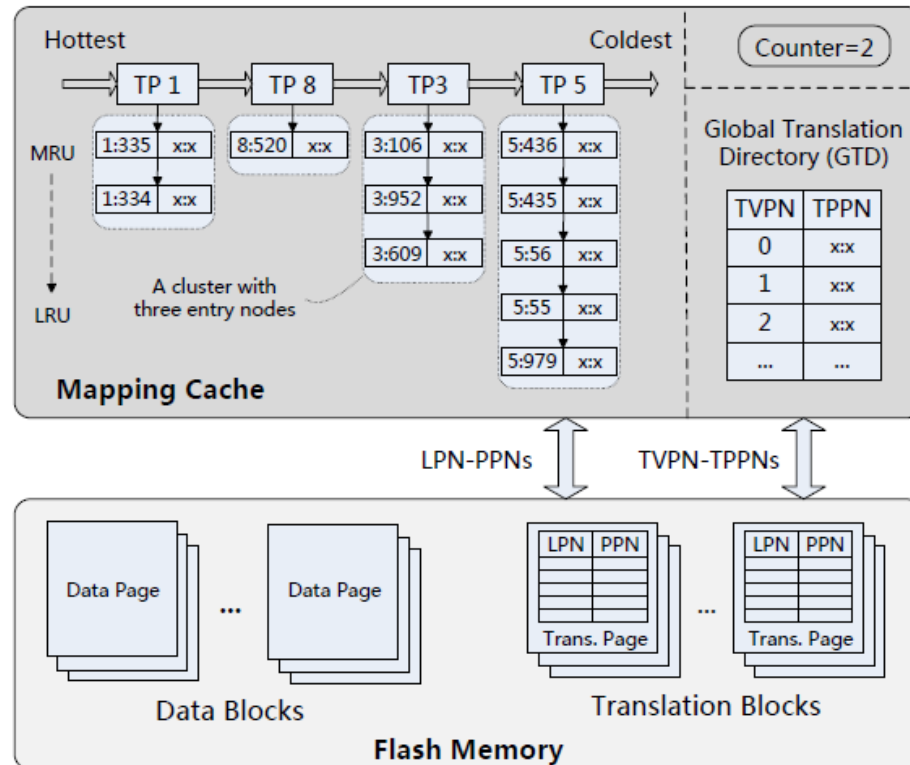 Hottest
Coldest
Counter=2
TP 1
TP 8
TP3
TP 5
MRU
LRU
1:335 x:x
1:334 x:x
8:520 x:x
3:106 x:x
3:952 x:x
3:609 x:x
5:436 x:x
5:435 x:x
5:56 x:x
5:55 x:x
5:979 x:x
A cluster with
three entry nodes
Mapping Cache
Global Translation
Directory (GTD)
TVPN TPPN
0 x:x
1 x:x
2 x:x
... ...
LPN-PPNs
TVPN-TPPNs
Data Page
...
Data Page
Data Blocks
LPN PPN
Trans. Page
...
LPN PPN
Trans. Page
Translation Blocks
Flash Memory